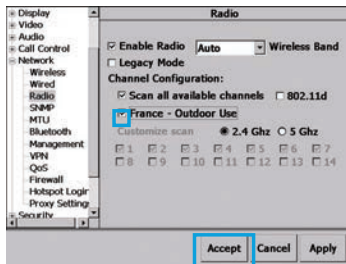 Display
Video
Audio
Call Control
Network
Wireless
Wired
Radio
SNMP
MTU
Bluetooth
Management
VPN
QoS
Firewall
Hotspot Login
Proxy Setting
Security
Radio
Enable Radio Auto Wireless Band
Legacy Mode
Channel Configuration:
Scan all available channels 802.11d
France - Outdoor Use
Customize scan 2.4 Ghz 5 Ghz
1 2 3 4 5 6 7
8 9 10 11 12 13 14
Accept Cancel Apply